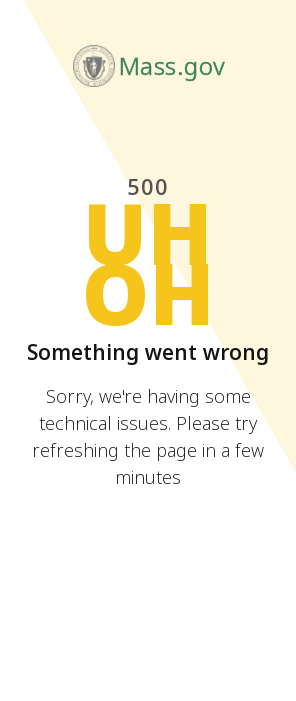 Mass.gov
500
UH
OH
Something went wrong
Sorry, we're having some
technical issues. Please try
refreshing the page in a few
minutes